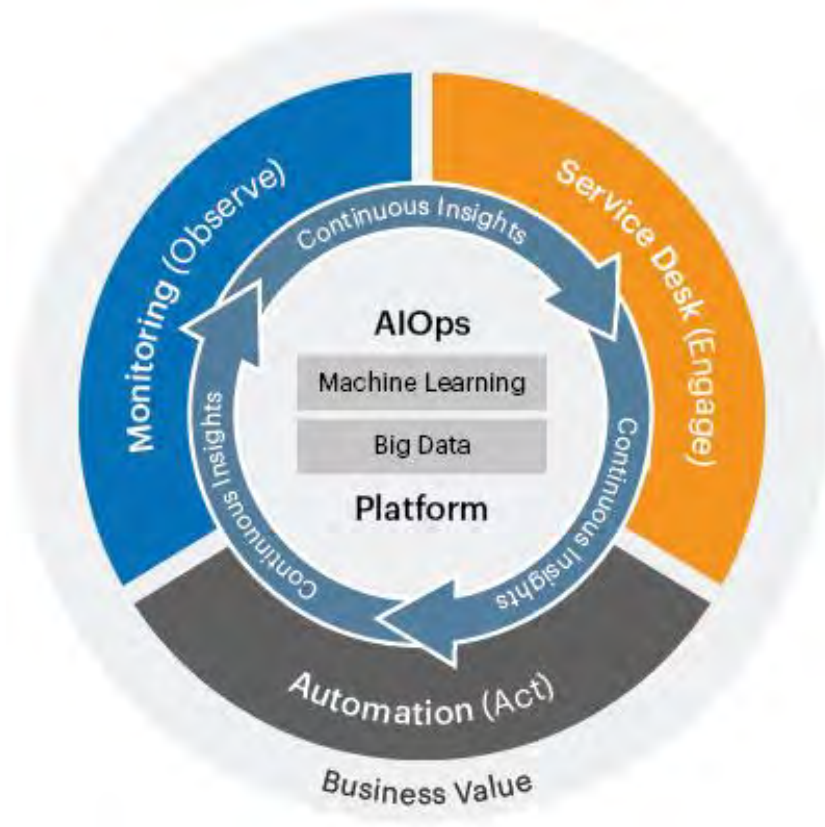 Monitoring (Observe)
Service Desk (Engage)
Continuous Insights
Continuous Insights
Continuous Insights
AIOps
Machine Learning
Big Data
Platform
Automation (Act)
Business Value